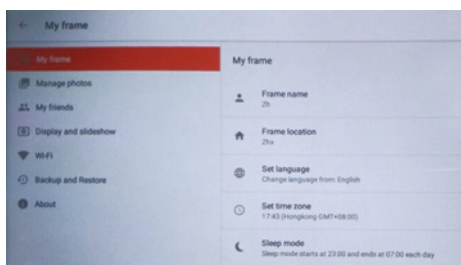 My frame
My frame
Manage photos
My friends
Display and slideshow
Wi-Fi
Backup and Restore
About
My frame
Frame name
Zh
Frame location
Zhx
Set language
Change language from: English
Set time zone
17:43 (Hongkong GMT+08:00)
Sleep mode
Sleep mode starts at 23:00 and ends at 07:00 each day